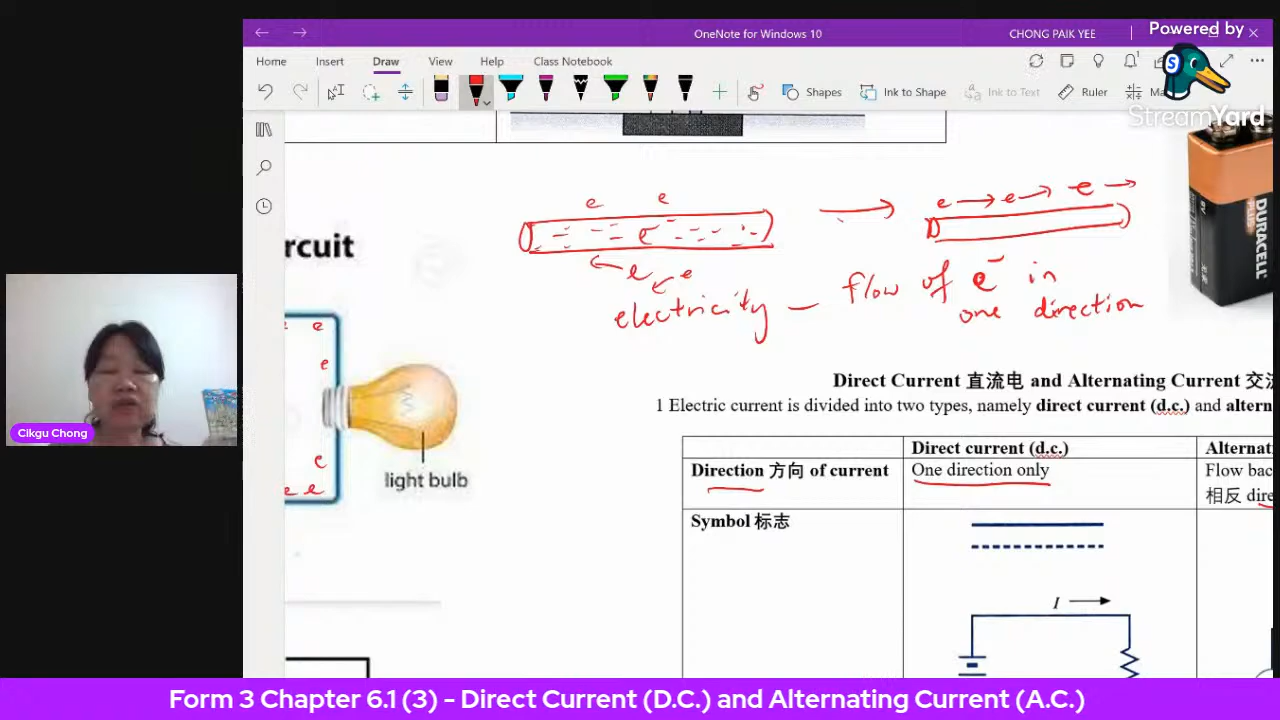 OneNote for Windows 10
CHONG PAIK YEE
Powered by
StreamYard
Home Insert Draw View Help Class Notebook
Shapes Ink to Shape Ink to Text Ruler Ma
e e
e⁻
e e
e → e → e →
electricity – flow of e⁻ in
one direction
DURACELL
rcuit
e
e
e
e e
light bulb
Direct Current 直流电 and Alternating Current 交流
1 Electric current is divided into two types, namely direct current (d.c.) and altern
Direct current (d.c.) Alternati
Direction 方向 of current One direction only Flow bac
相反 dire
Symbol 标志
I
Cikgu Chong
Form 3 Chapter 6.1 (3) - Direct Current (D.C.) and Alternating Current (A.C.)